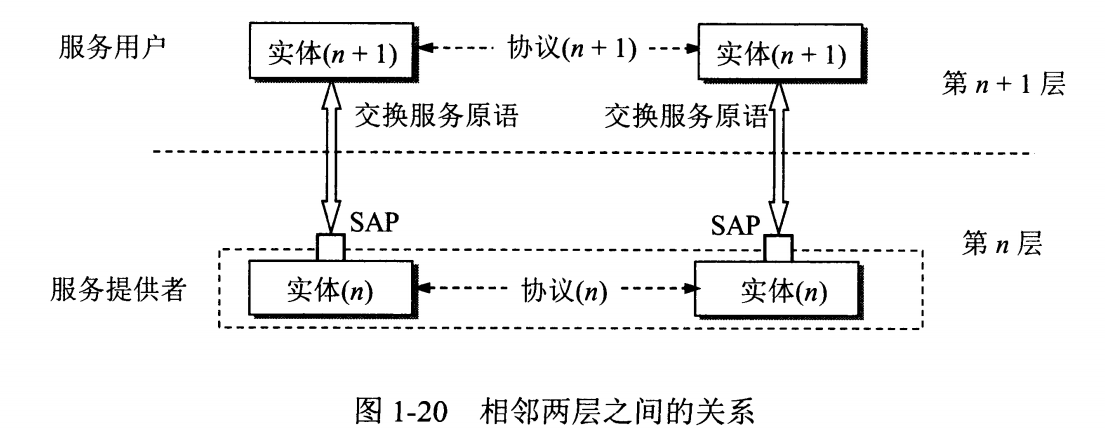 服务用户 实体(n + 1) 协议(n + 1) 实体(n + 1)
第 n + 1 层
交换服务原语 交换服务原语
SAP SAP
第 n 层
服务提供者 实体(n) 协议(n) 实体(n)
图 1-20 相邻两层之间的关系